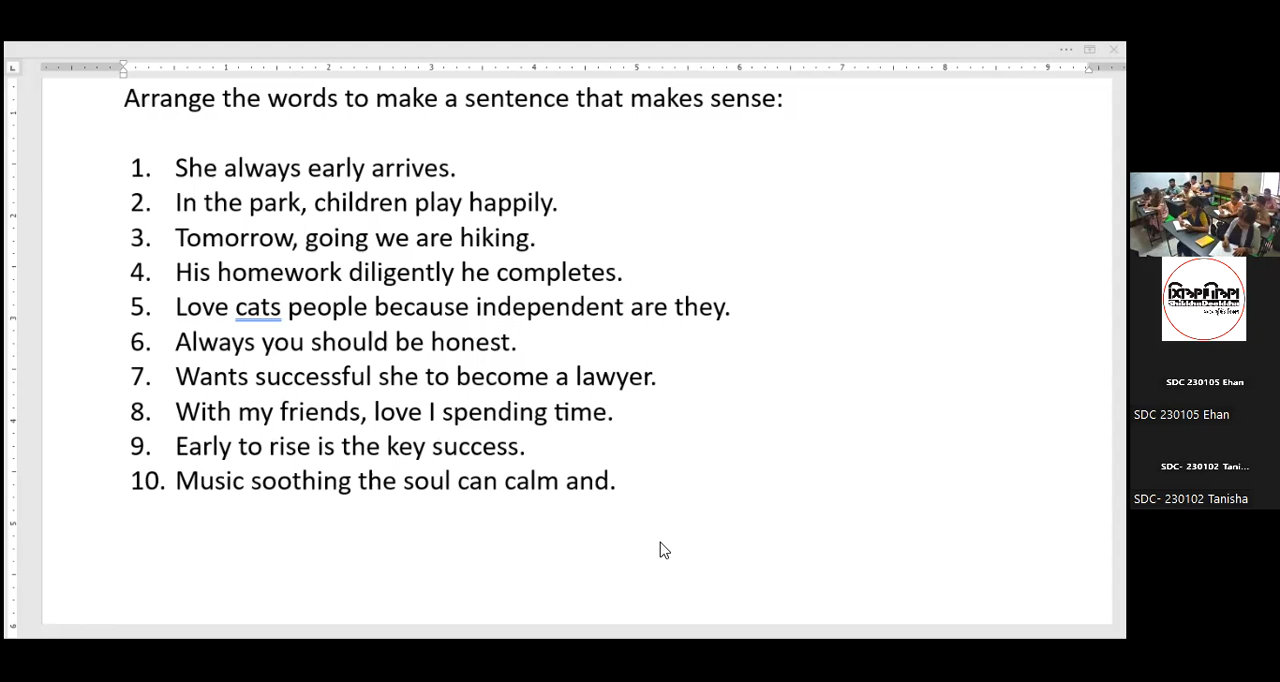 Arrange the words to make a sentence that makes sense:
1. She always early arrives.
2. In the park, children play happily.
3. Tomorrow, going we are hiking.
4. His homework diligently he completes.
5. Love cats people because independent are they.
6. Always you should be honest.
7. Wants successful she to become a lawyer.
8. With my friends, love I spending time.
9. Early to rise is the key success.
10. Music soothing the soul can calm and.
SDC 230105 Ehan
SDC 230105 Ehan
SDC- 230102 Tani...
SDC- 230102 Tanisha